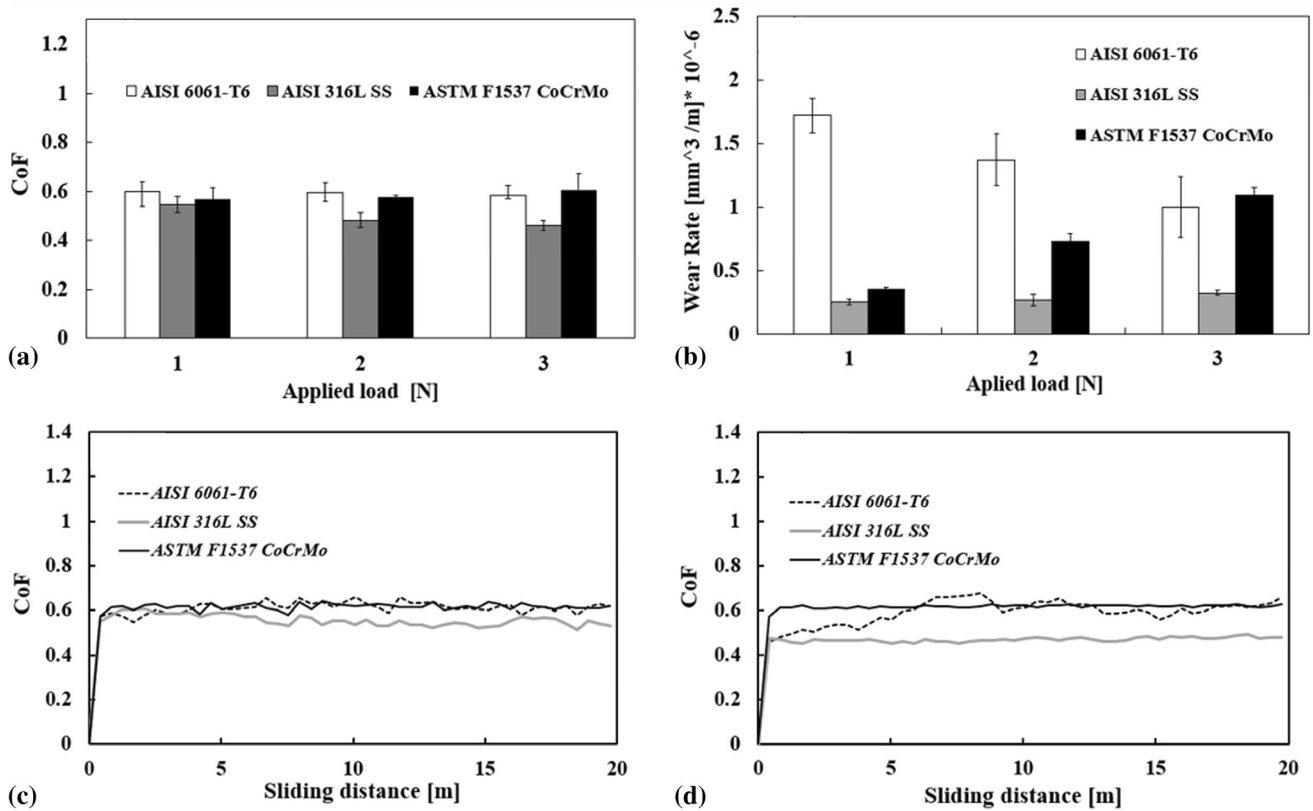 1.2
1
0.8
0.6
0.4
0.2
0
CoF
AISI 6061-T6 AISI 316L SS ASTM F1537 CoCrMo
1 2 3
Applied load [N]
(a)
2.5
2
1.5
1
0.5
0
Wear Rate [mm^3 /m]* 10^-6
AISI 6061-T6
AISI 316L SS
ASTM F1537 CoCrMo
1 2 3
Aplied load [N]
(b)
1.4
1.2
1
0.8
0.6
0.4
0.2
0
CoF
AISI 6061-T6
AISI 316L SS
ASTM F1537 CoCrMo
0 5 10 15 20
Sliding distance [m]
(c)
1.4
1.2
1
0.8
0.6
0.4
0.2
0
CoF
AISI 6061-T6
AISI 316L SS
ASTM F1537 CoCrMo
0 5 10 15 20
Sliding distance [m]
(d)